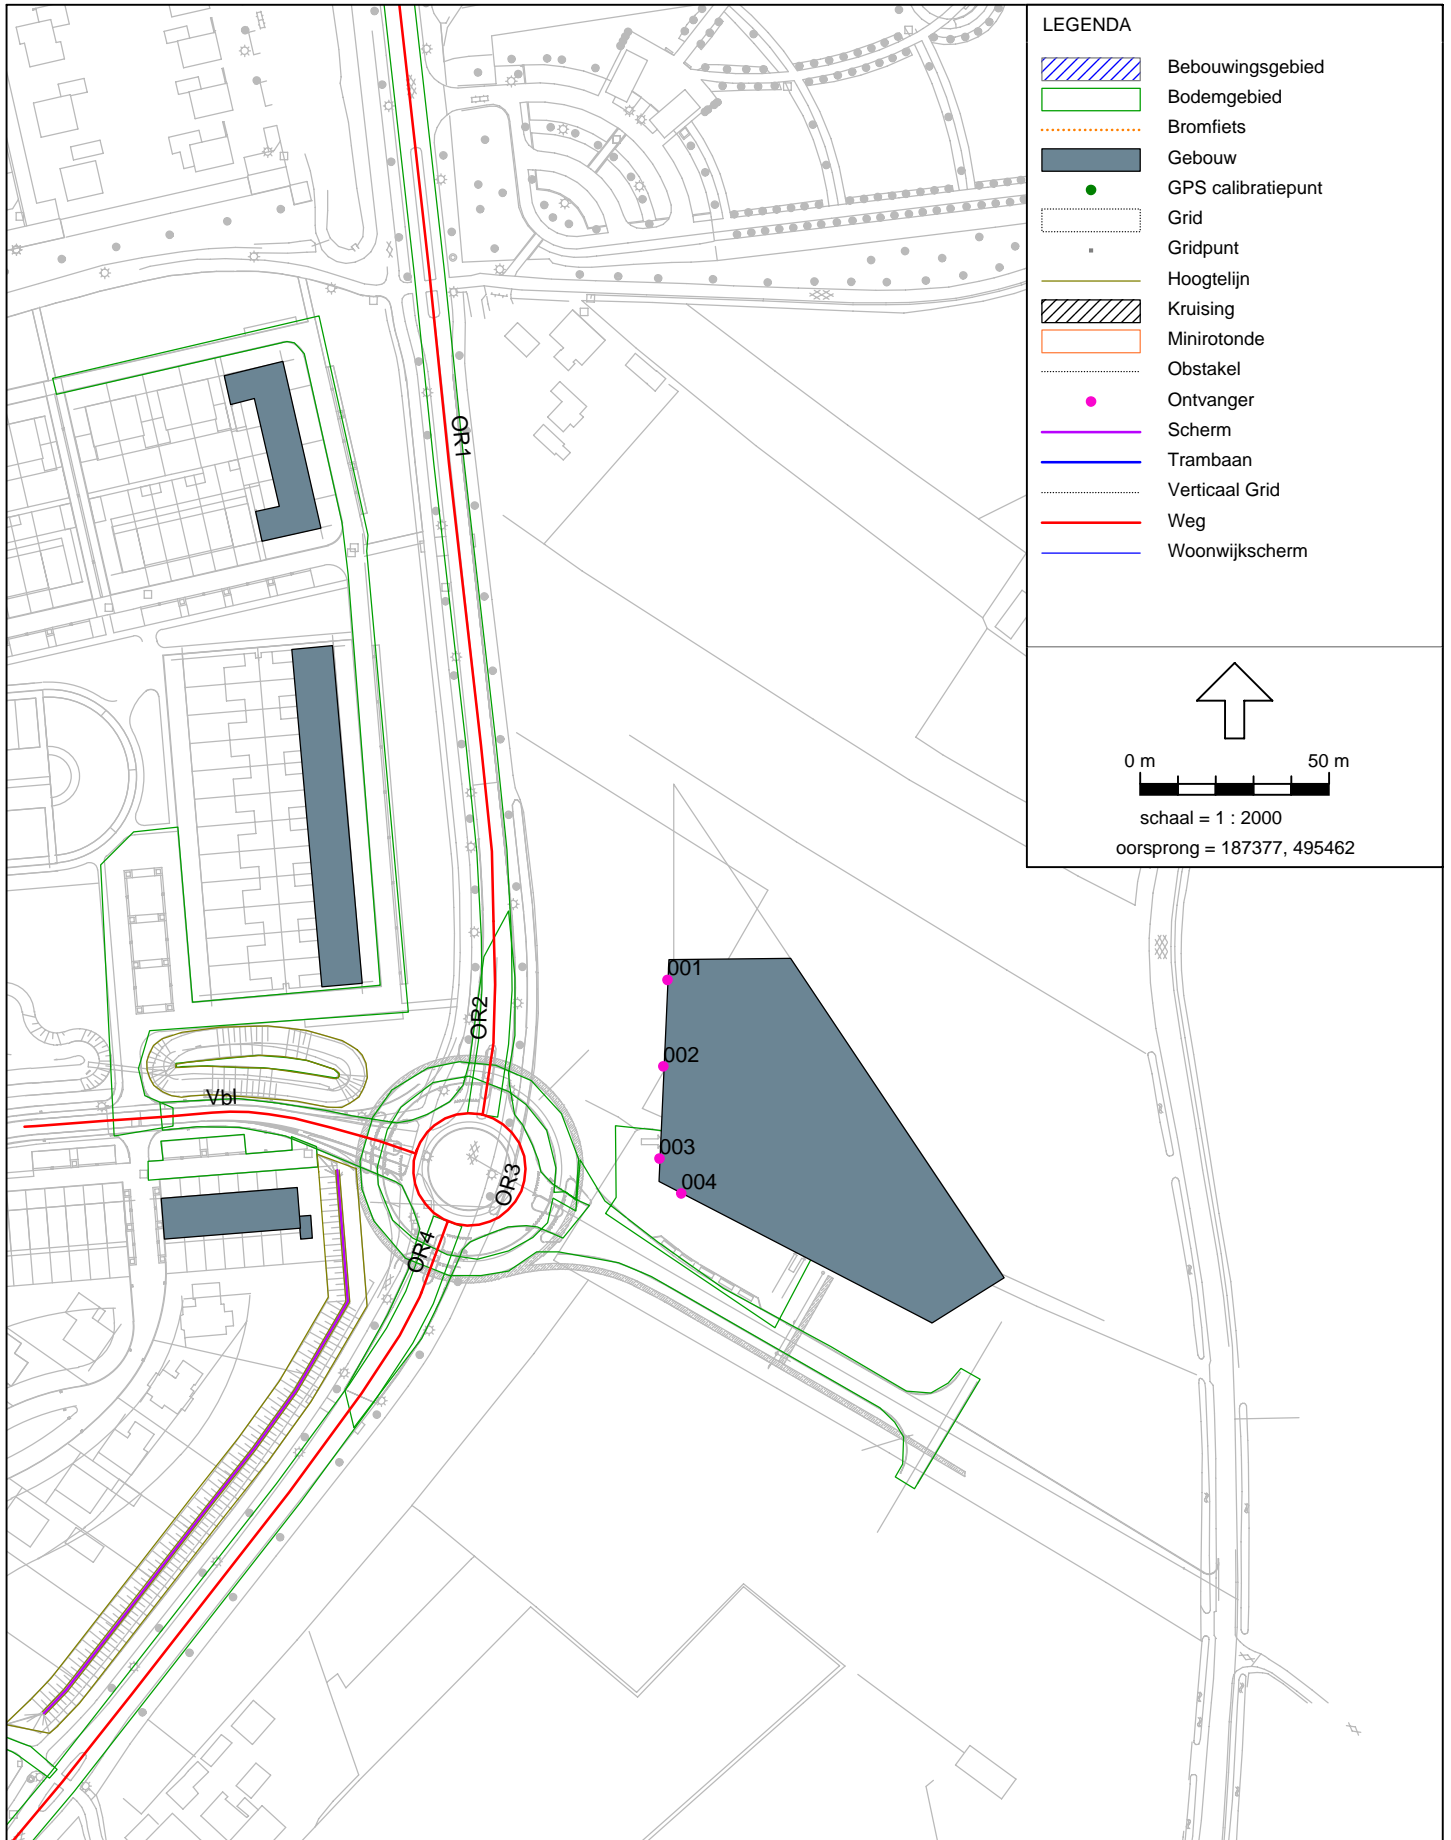 LEGENDA
Bebouwingsgebied
Bodemgebied
Bromfiets
Gebouw
GPS calibratiepunt
Grid
Gridpunt
Hoogtelijn
Kruising
Minirotonde
Obstakel
Ontvanger
Scherm
Trambaan
Verticaal Grid
Weg
Woonwijkscherm
0 m 50 m
schaal = 1 : 2000
oorsprong = 187377, 495462
OR1
001
OR2
002
Vbl
003
OR3
004
OR4